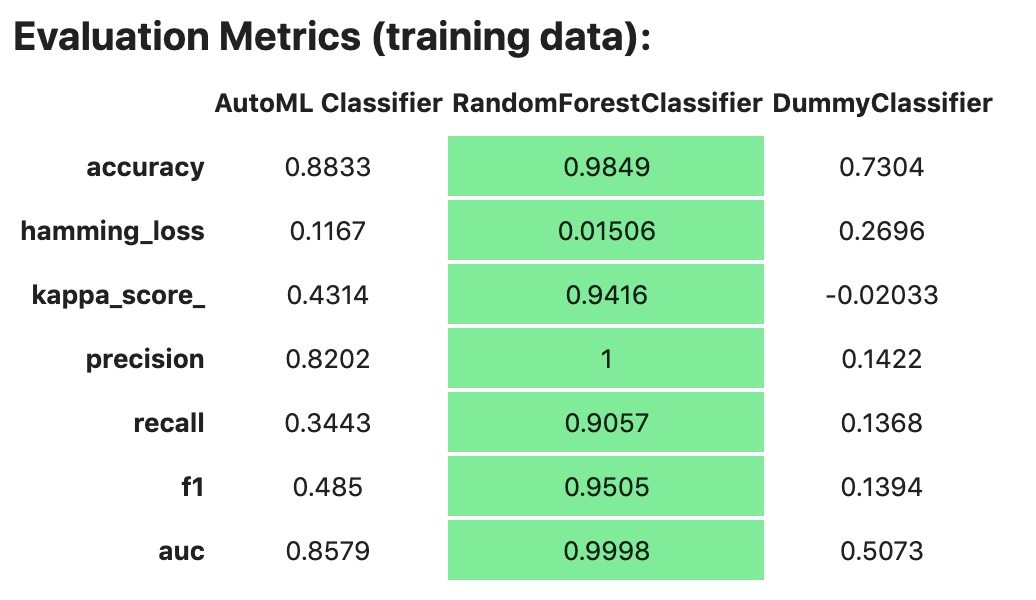 Evaluation Metrics (training data):
AutoML Classifier RandomForestClassifier DummyClassifier
accuracy 0.8833 0.9849 0.7304
hamming_loss 0.1167 0.01506 0.2696
kappa_score_ 0.4314 0.9416 -0.02033
precision 0.8202 1 0.1422
recall 0.3443 0.9057 0.1368
f1 0.485 0.9505 0.1394
auc 0.8579 0.9998 0.5073